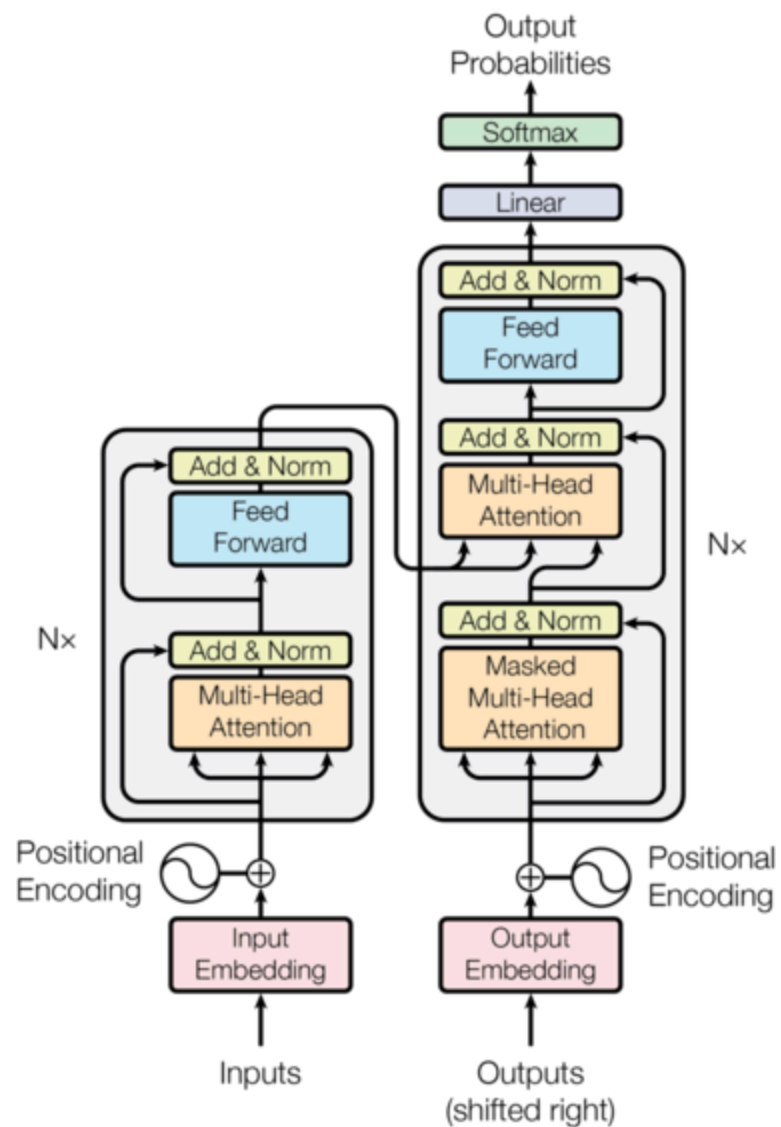 Output
Probabilities
Softmax
Linear
Add & Norm
Feed
Forward
Add & Norm
Multi-Head
Attention
Nx
Add & Norm
Masked
Multi-Head
Attention
Add & Norm
Feed
Forward
Nx
Add & Norm
Multi-Head
Attention
Positional
Encoding
Positional
Encoding
Input
Embedding
Output
Embedding
Inputs
Outputs
(shifted right)